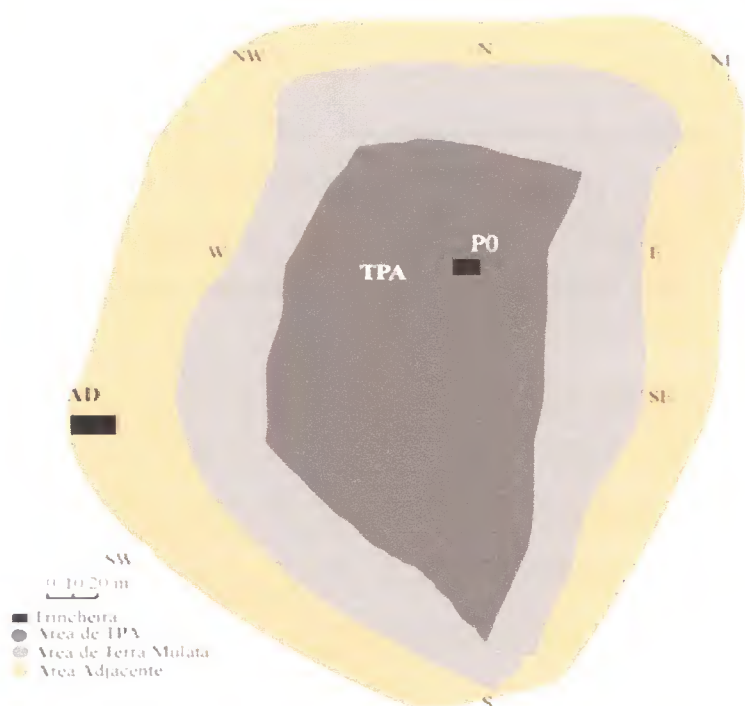 NW N NE
P0
TPA
W E
AD
SE
SW
0 10 20 m
Trincheira
Área de TPA
Área de Terra Mulata
Área Adjacente
S